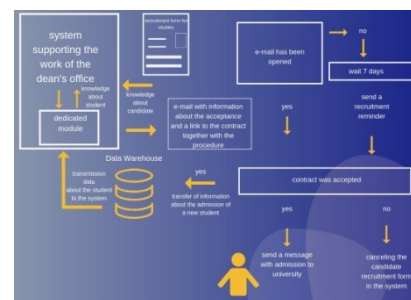 system
supporting the
work of the
dean's office
knowledge
about
student
dedicated
module
recruitment form for
student
knowledge
about
candidate
e-mail with information
about the acceptance
and a link to the contract
together with the
procedure
Data Warehouse
transmission
data
about the student
to the system
yes
transfer of information
about the admission of
a new student
e-mail has been
opened
no
wait 7 days
send a
recruitment
reminder
yes
contract was accepted
yes
no
send a message
with admission to
university
canceling the
candidate
recruitment form
in the system